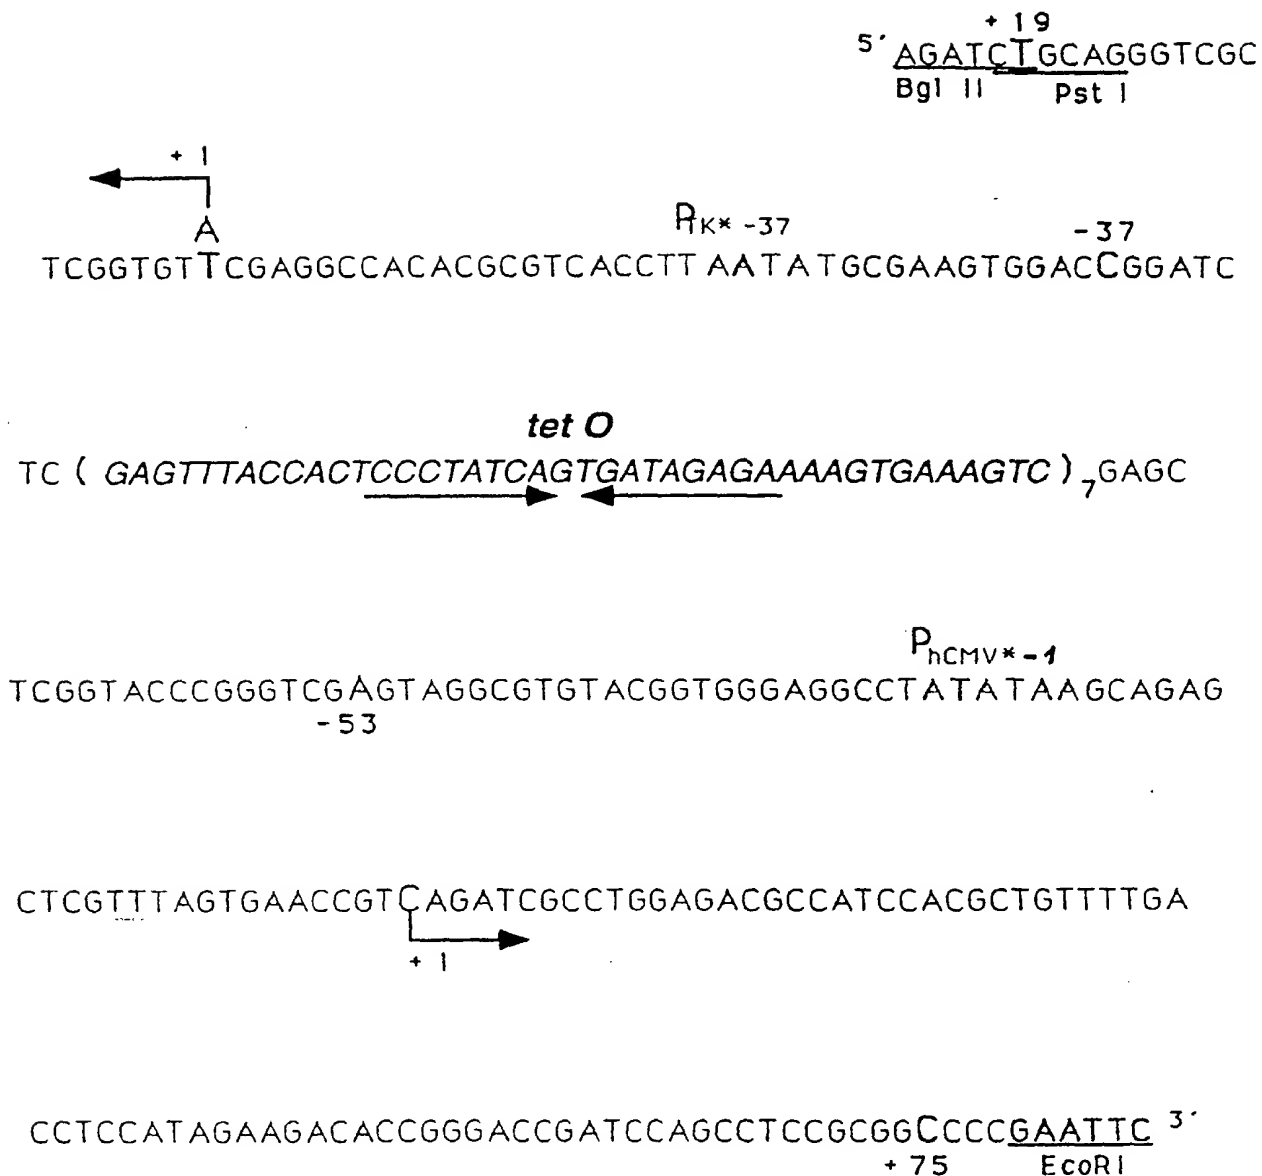 + 19
5' AGATCTGCAGGGTCGC
Bgl II Pst I
+ 1
A
PTK* -37
-37
TCGGTGTTCGAGGCCACACGCGTCACCTTAATATGCGAAGTGGACCGGATC
tet O
TC ( GAGTTTACCACTCCCTATCAGTGATAGAGAAAAGTGAAAGTC )7GAGC
PhCMV*-1
TCGGTACCCGGGTCGAGTAGGCGTGTACGGTGGGAGGCCTATATAAGCAGAG
-53
CTCGTTTAGTGAACCGTCAGATCGCCTGGAGACGCCATCCACGCTGTTTTGA
+ 1
CCTCCATAGAAGACACCGGGACCGATCCAGCCTCCGCGGCCCCGAATTC 3'
+ 75 EcoRI